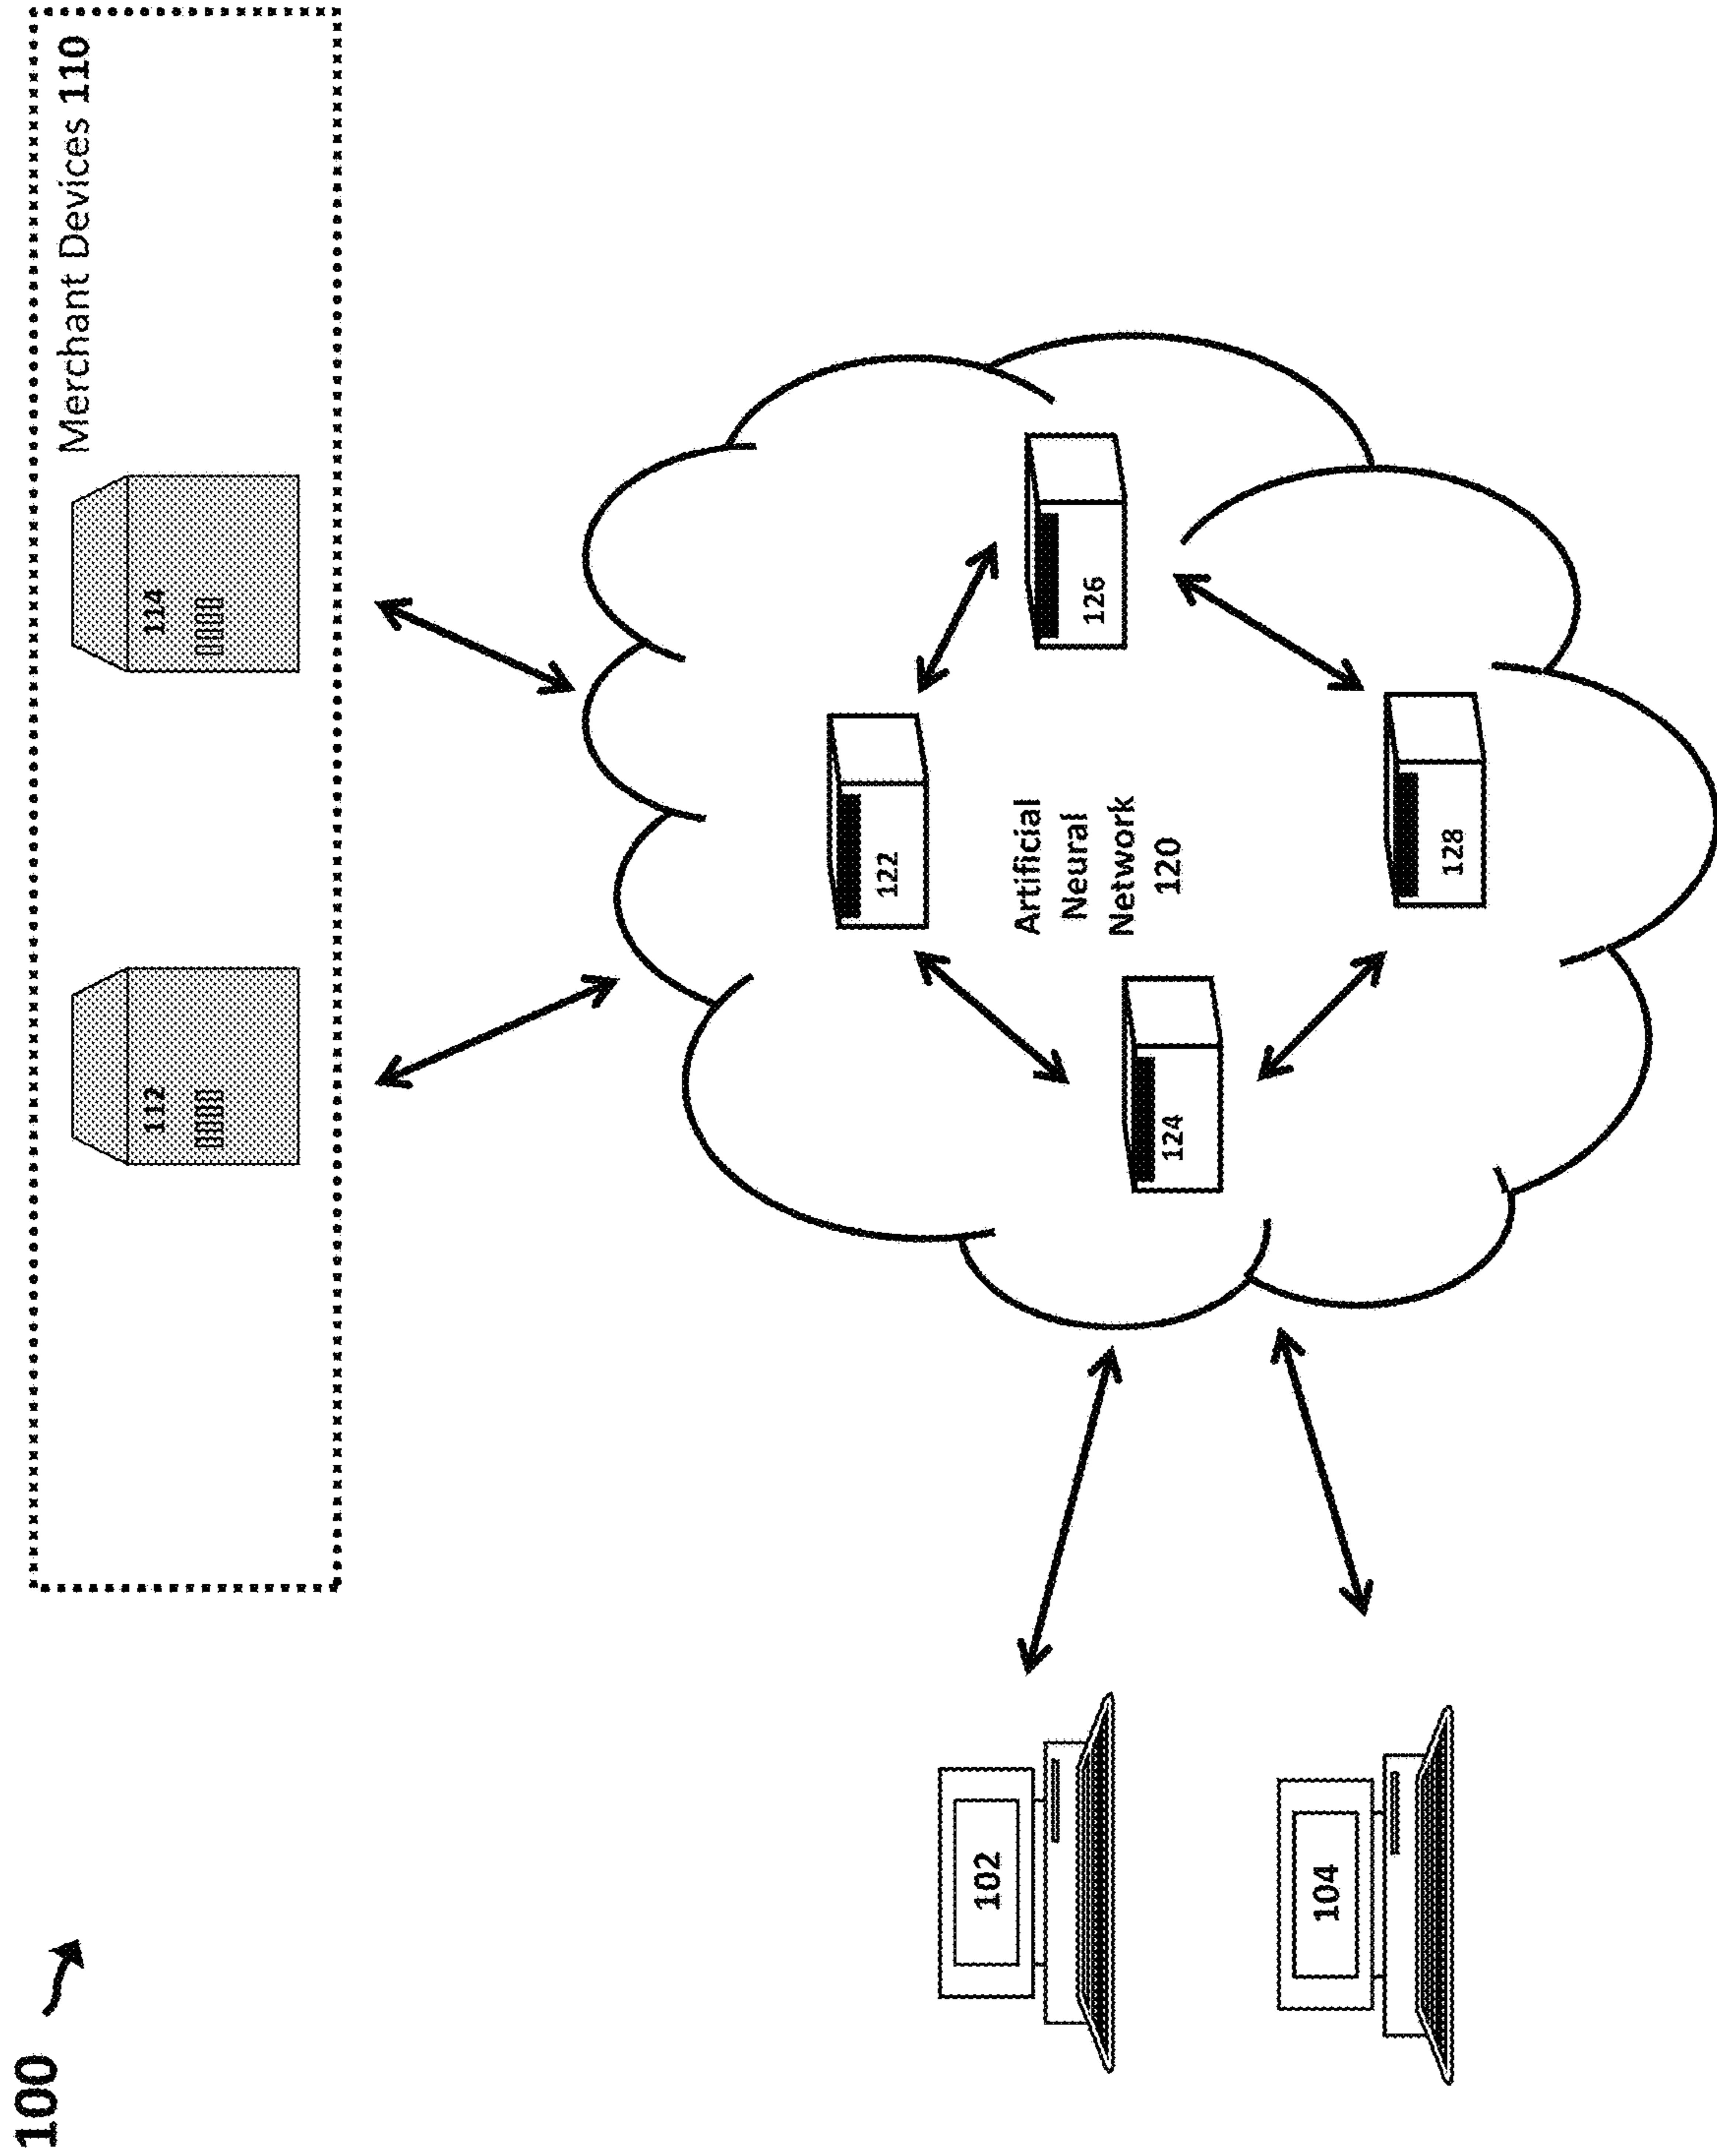 100
Merchant Devices 110
112
114
122
126
Artificial
Neural
Network
120
124
128
102
104